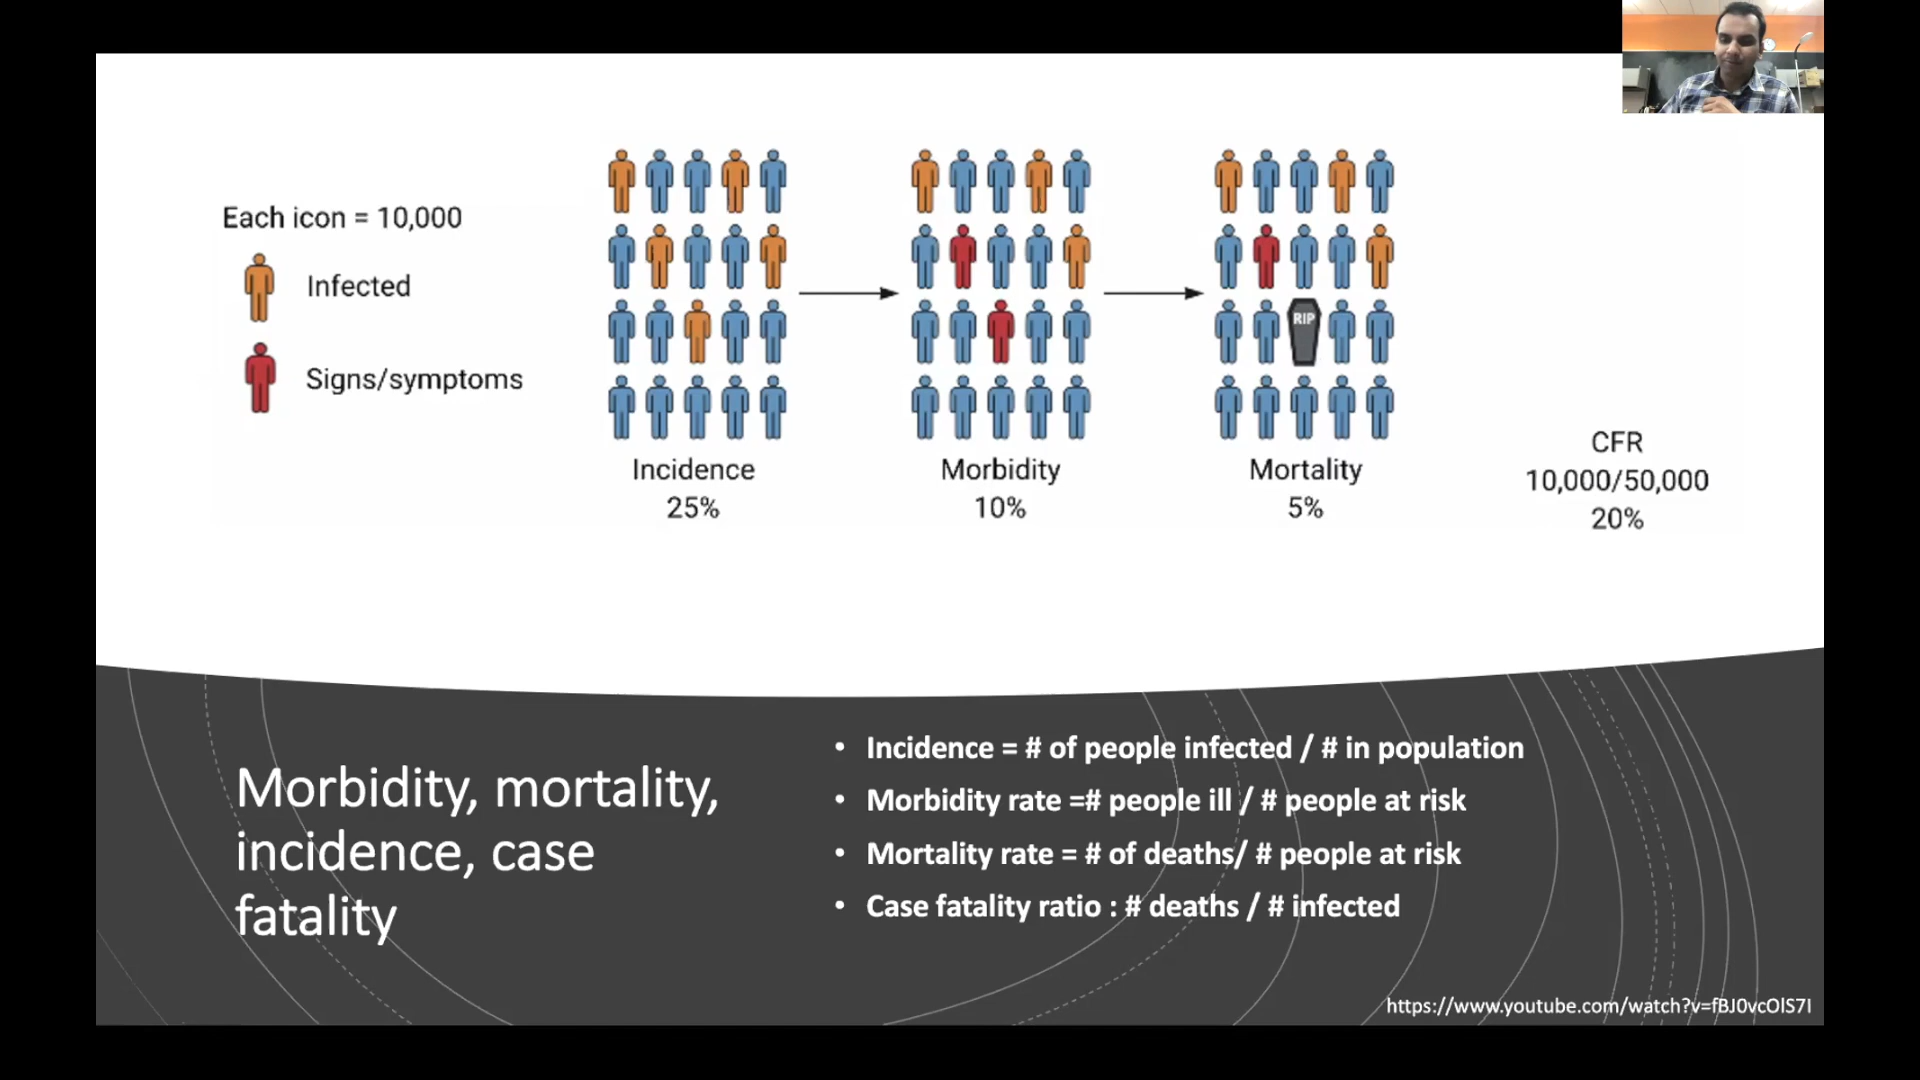 Each icon = 10,000
Infected
Signs/symptoms
RIP
Incidence
25%
Morbidity
10%
Mortality
5%
CFR
10,000/50,000
20%
Morbidity, mortality,
incidence, case
fatality
• Incidence = # of people infected / # in population
• Morbidity rate =# people ill / # people at risk
• Mortality rate = # of deaths/ # people at risk
• Case fatality ratio : # deaths / # infected
https://www.youtube.com/watch?v=fBJ0vcOlS7I